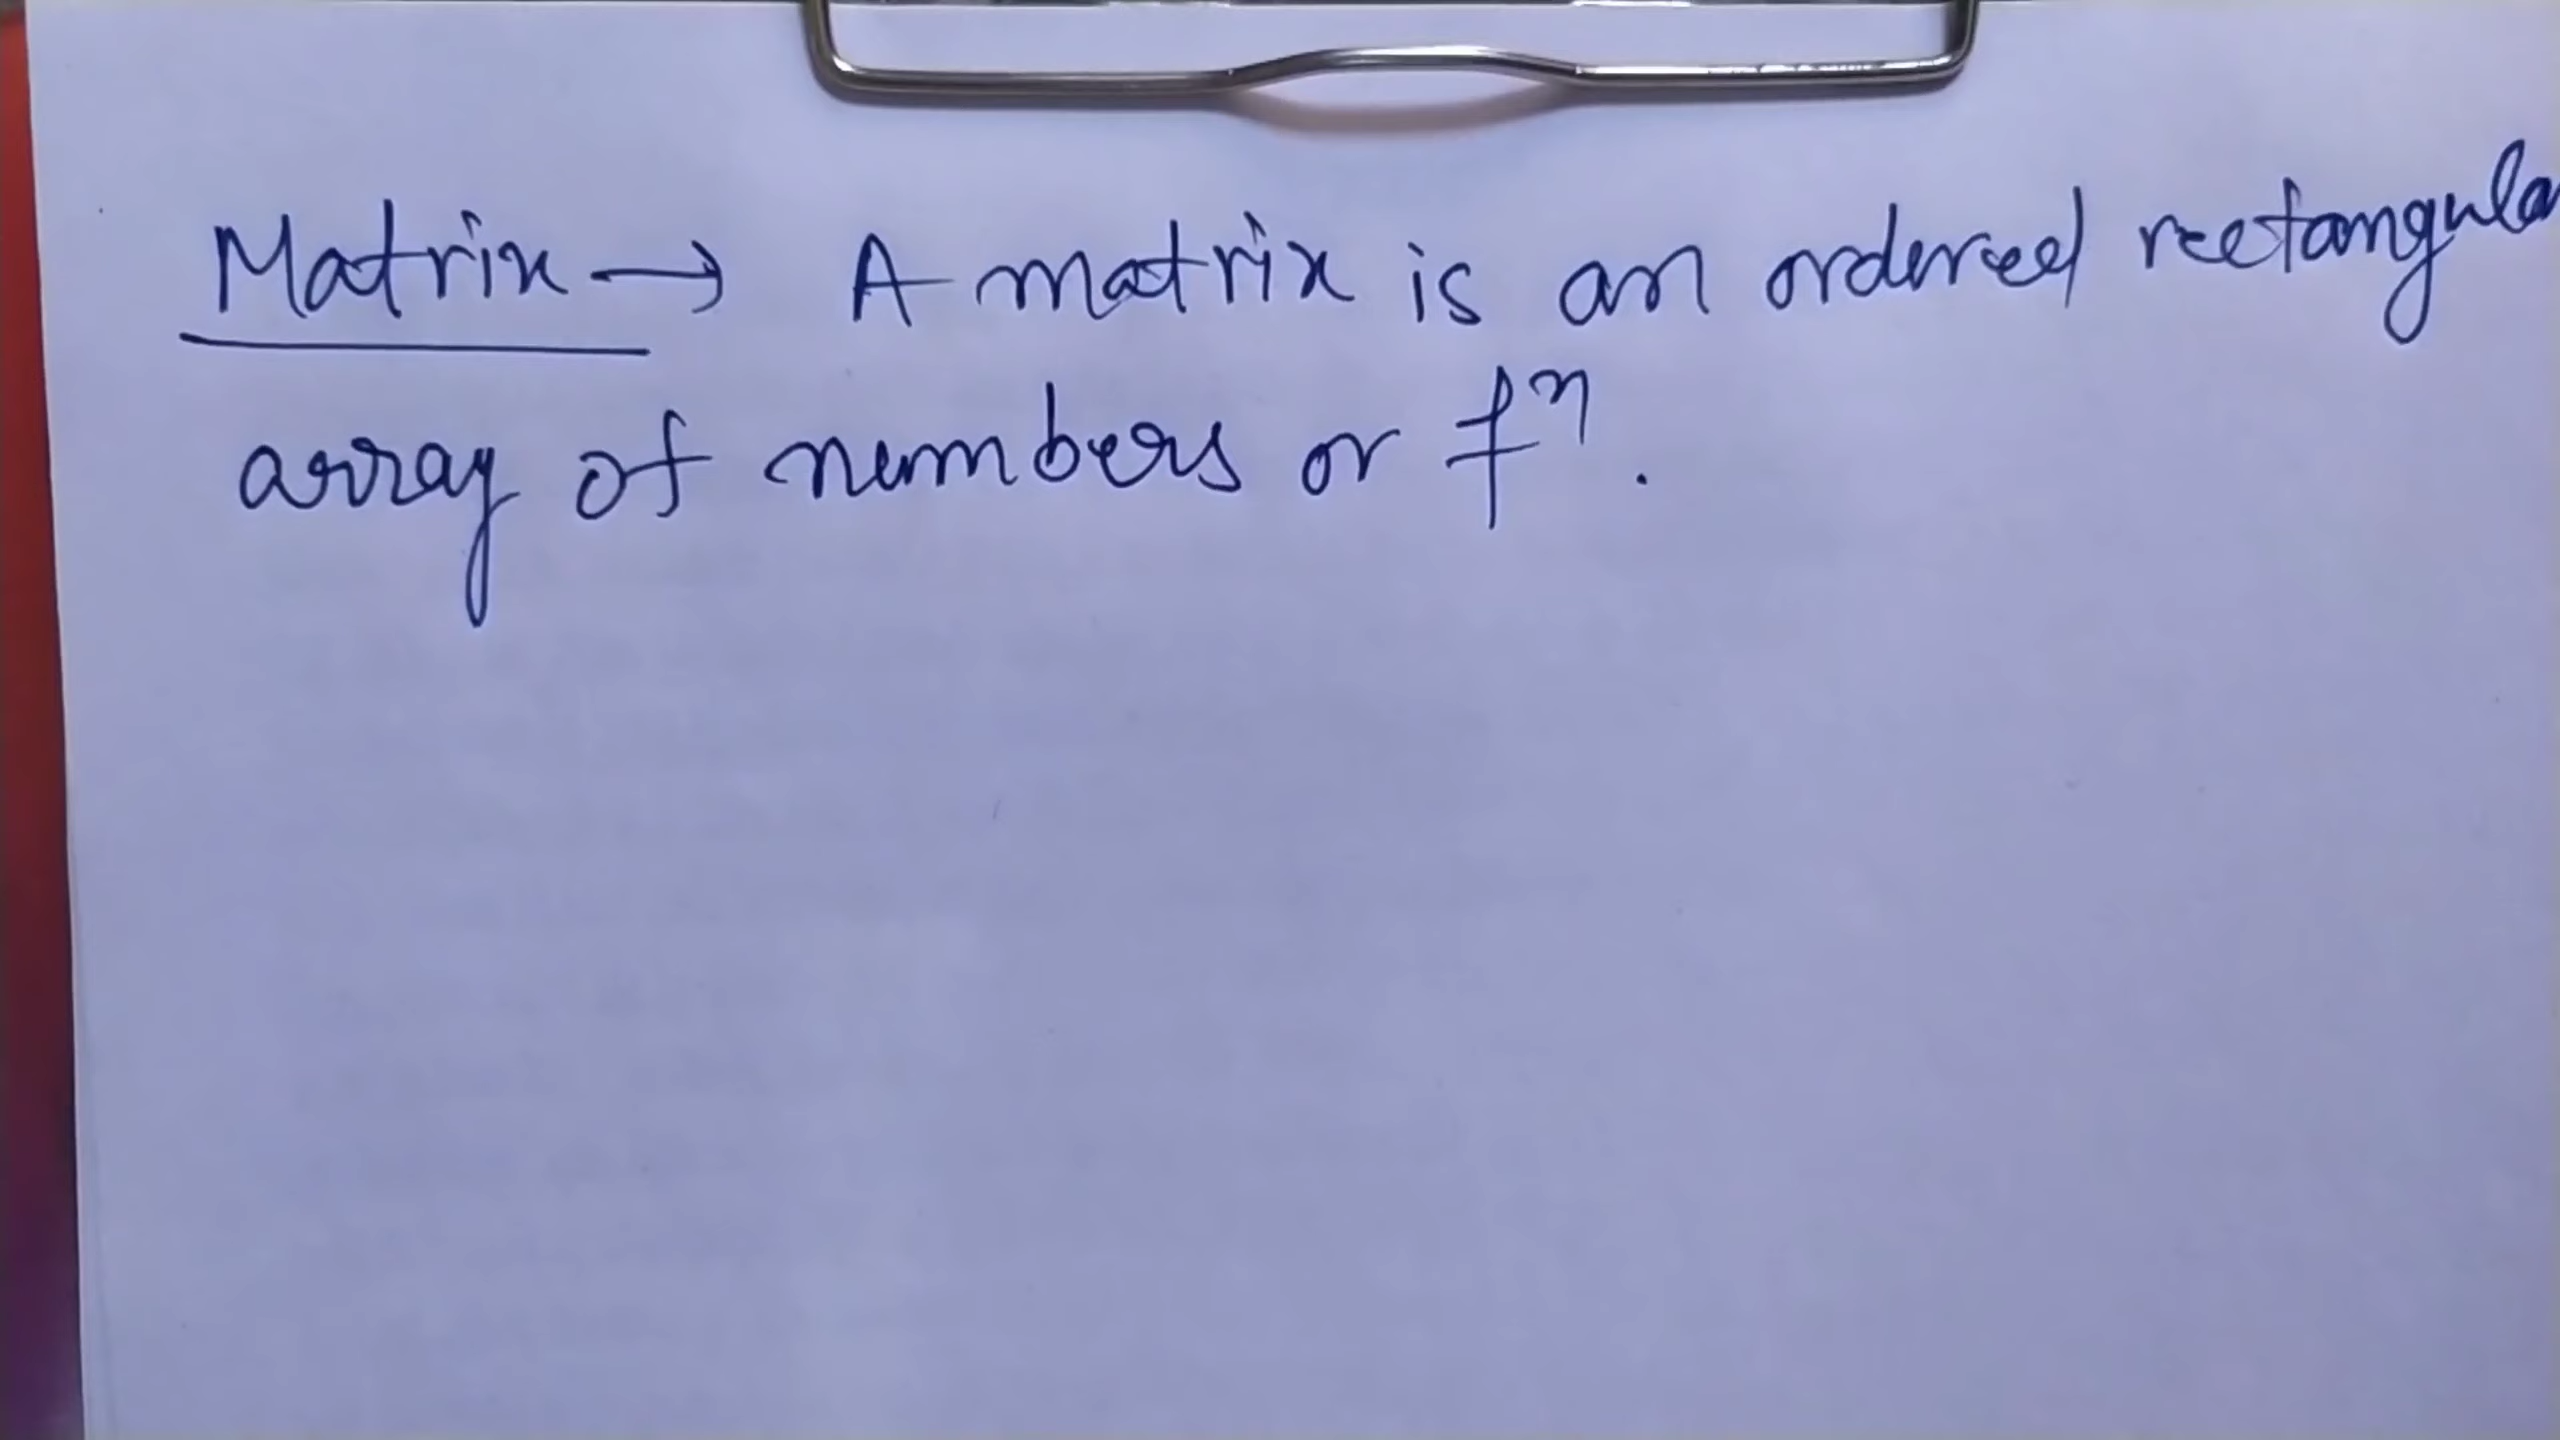 Matrix → A matrix is an ordered rectangula
array of numbers or fⁿ.